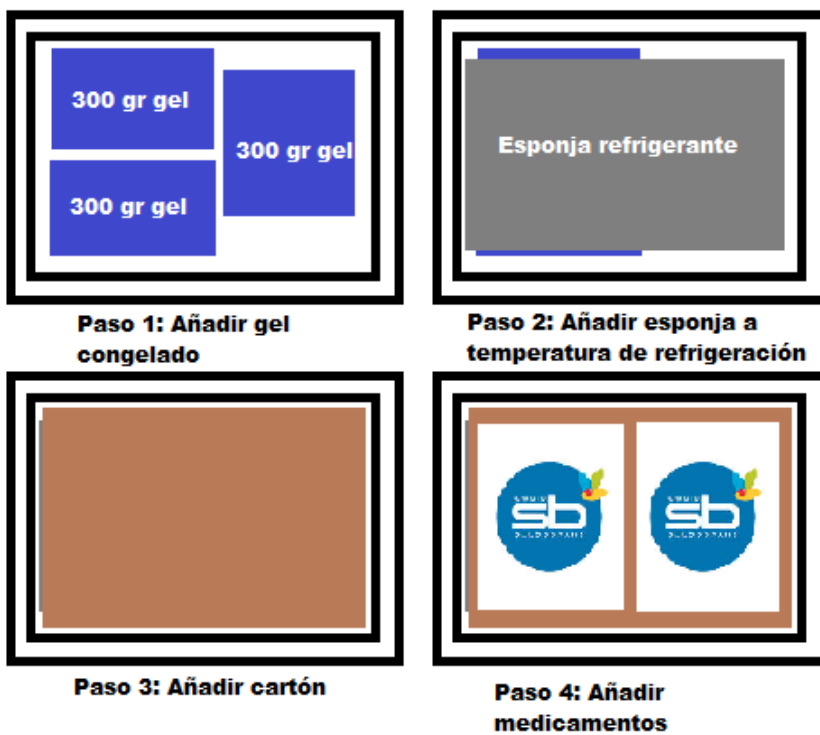 300 gr gel
300 gr gel
300 gr gel
Esponja refrigerante
Paso 1: Añadir gel
congelado
Paso 2: Añadir esponja a
temperatura de refrigeración
sb
sb
Paso 3: Añadir cartón
Paso 4: Añadir
medicamentos